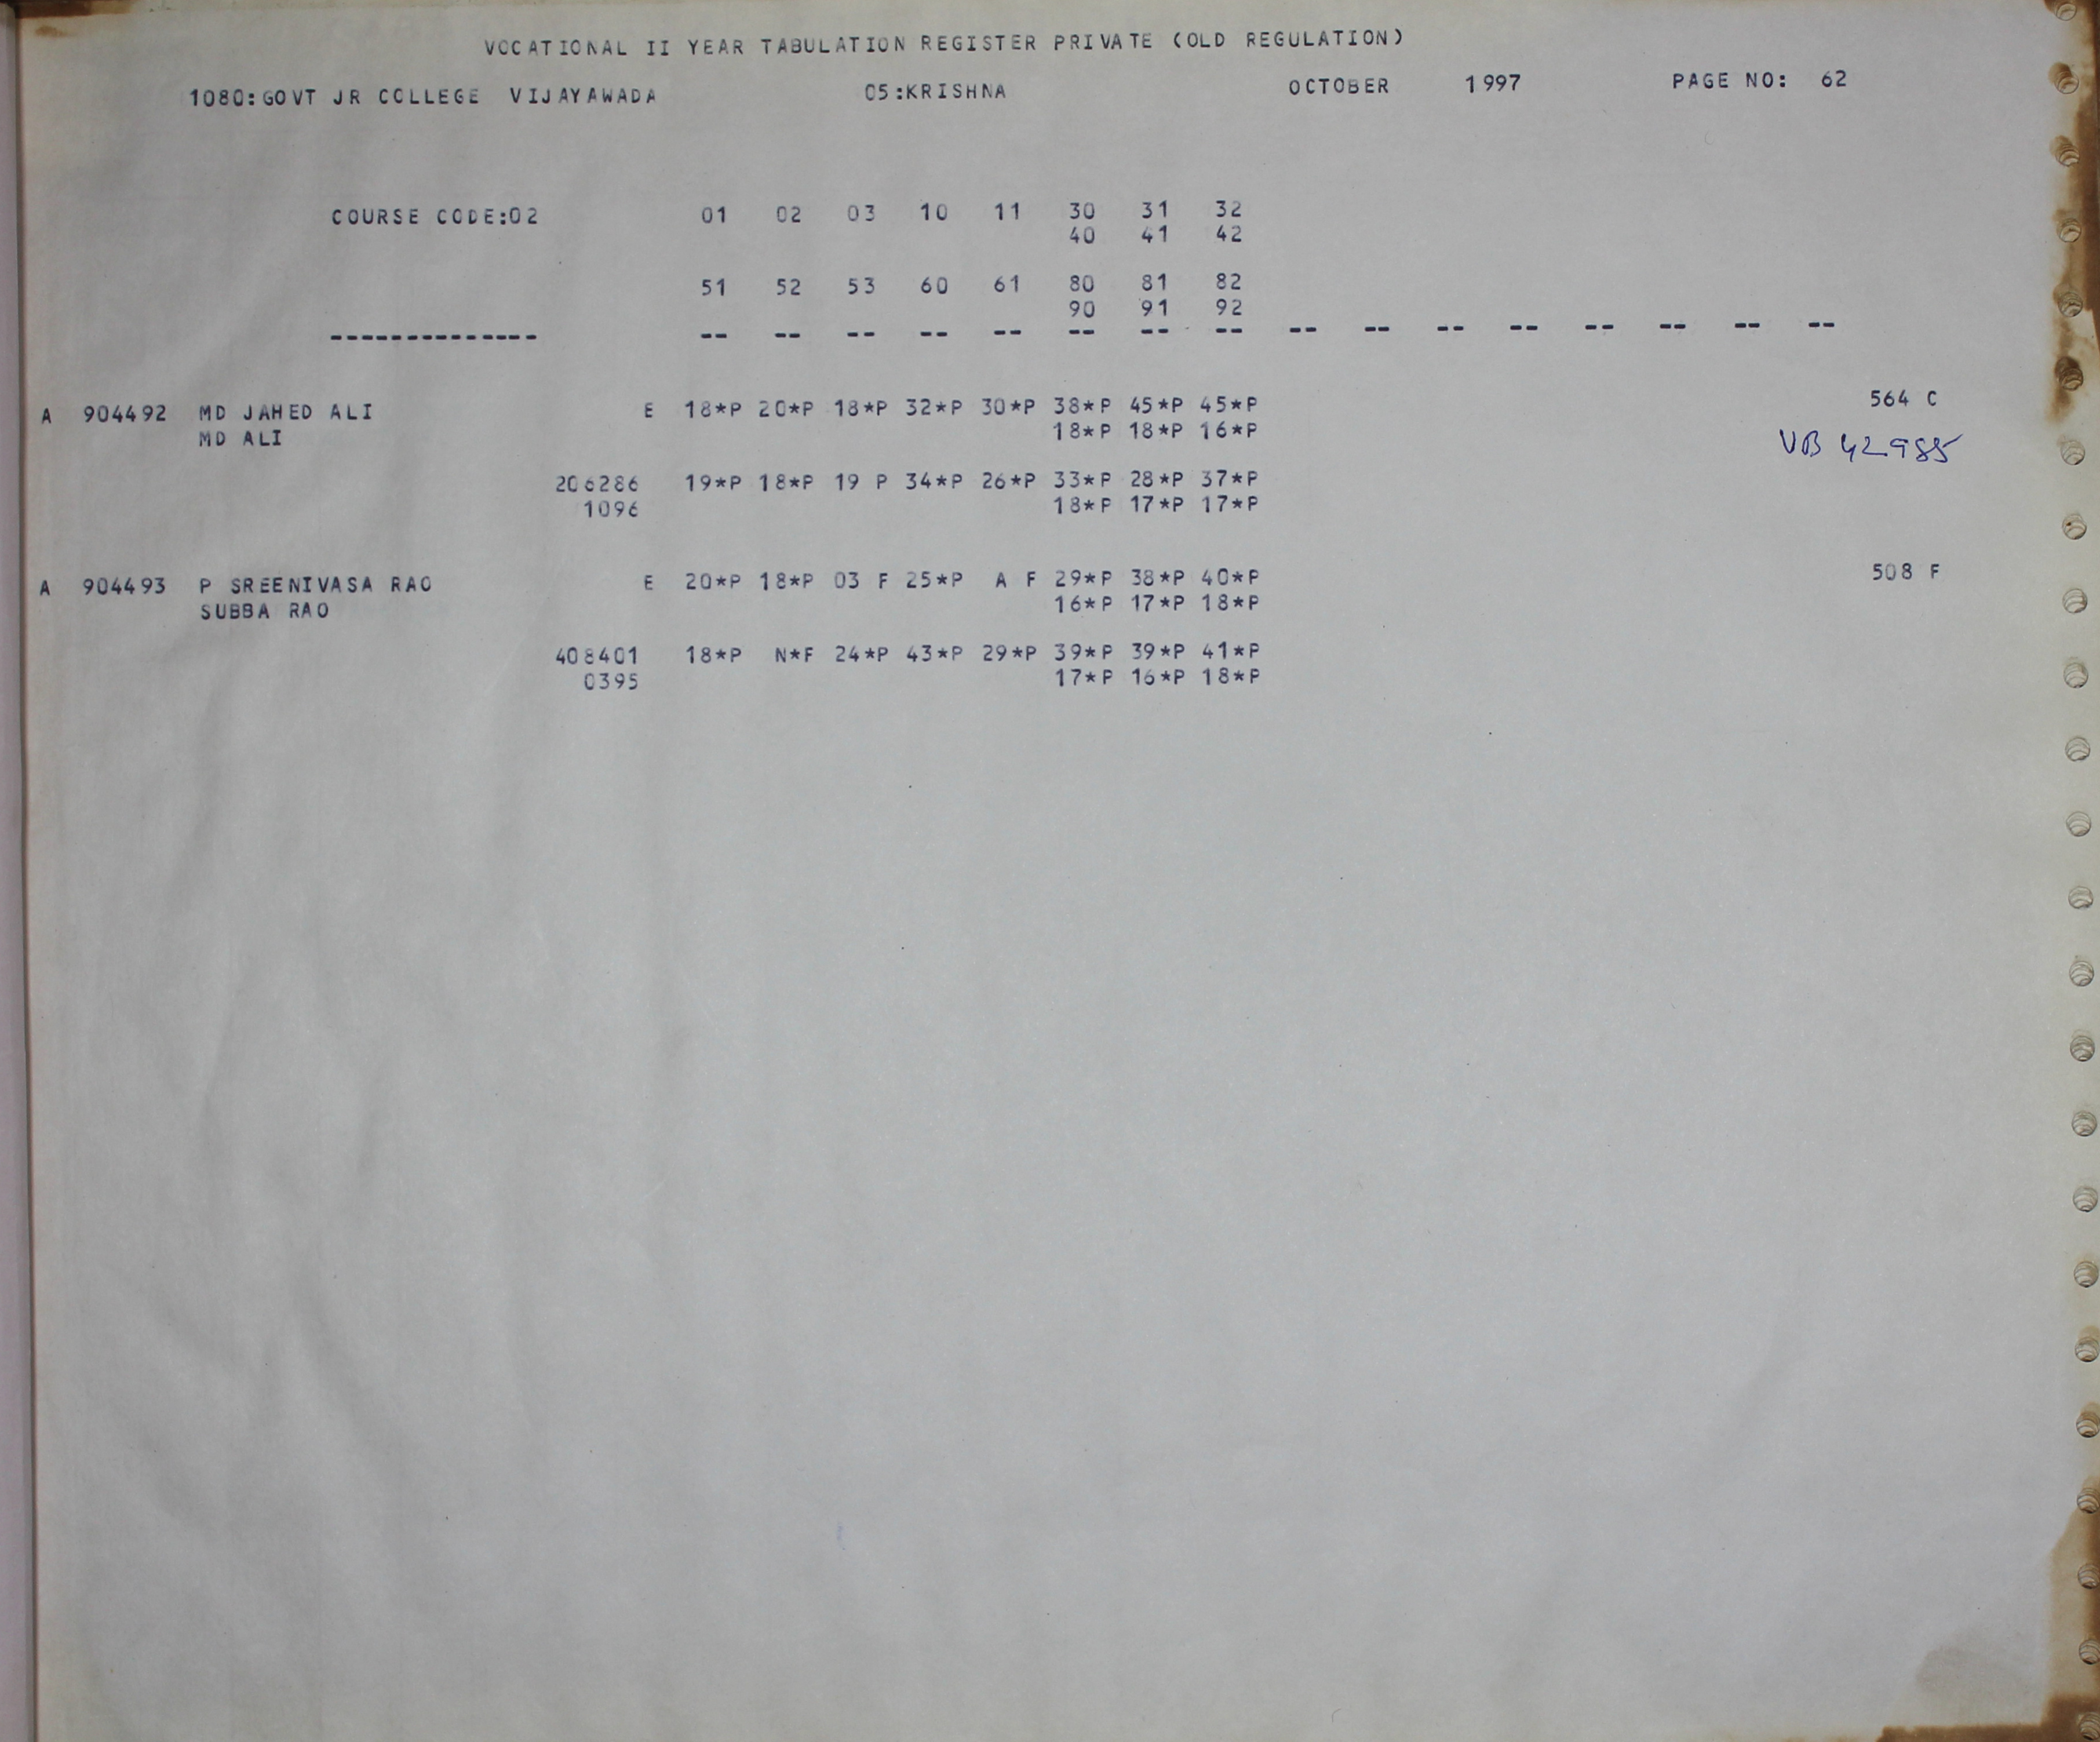 VOCATIONAL II YEAR TABULATION REGISTER PRIVATE (OLD REGULATION)
1080:GOVT JR COLLEGE VIJAYAWADA 05:KRISHNA OCTOBER 1997 PAGE NO: 62
COURSE CODE:02 01 02 03 10 11 30 31 32
40 41 42
51 52 53 60 61 80 81 82
90 91 92
-------------- -- -- -- -- -- -- -- -- -- -- -- -- -- -- -- --
A 904492 MD JAHED ALI E 18*P 20*P 18*P 32*P 30*P 38*P 45*P 45*P 564 C
MD ALI 18*P 18*P 16*P VB 42985
206286 19*P 18*P 19 P 34*P 26*P 33*P 28*P 37*P
1096 18*P 17*P 17*P
A 904493 P SREENIVASA RAO E 20*P 18*P 03 F 25*P A F 29*P 38*P 40*P 508 F
SUBBA RAO 16*P 17*P 18*P
408401 18*P N*F 24*P 43*P 29*P 39*P 39*P 41*P
0395 17*P 16*P 18*P